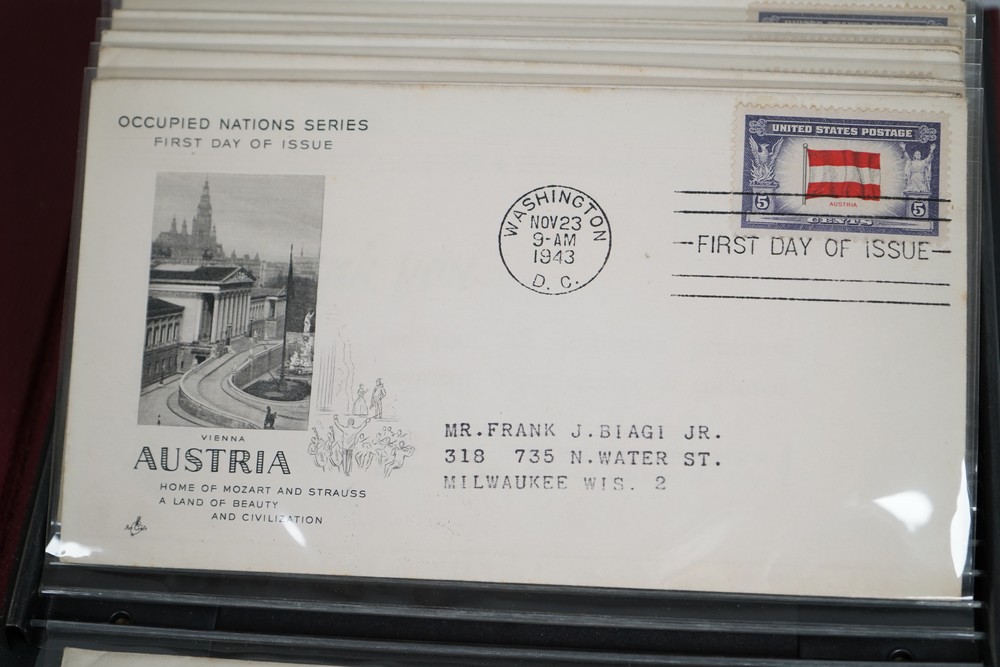 OCCUPIED NATIONS SERIES
FIRST DAY OF ISSUE
UNITED STATES POSTAGE
AUSTRIA
5 5
CENTS
WASHINGTON
NOV 23
9-AM
1943
D. C.
FIRST DAY OF ISSUE
MR.FRANK J.BIAGI JR.
318 735 N.WATER ST.
MILWAUKEE WIS. 2
VIENNA
AUSTRIA
HOME OF MOZART AND STRAUSS
A LAND OF BEAUTY
AND CIVILIZATION